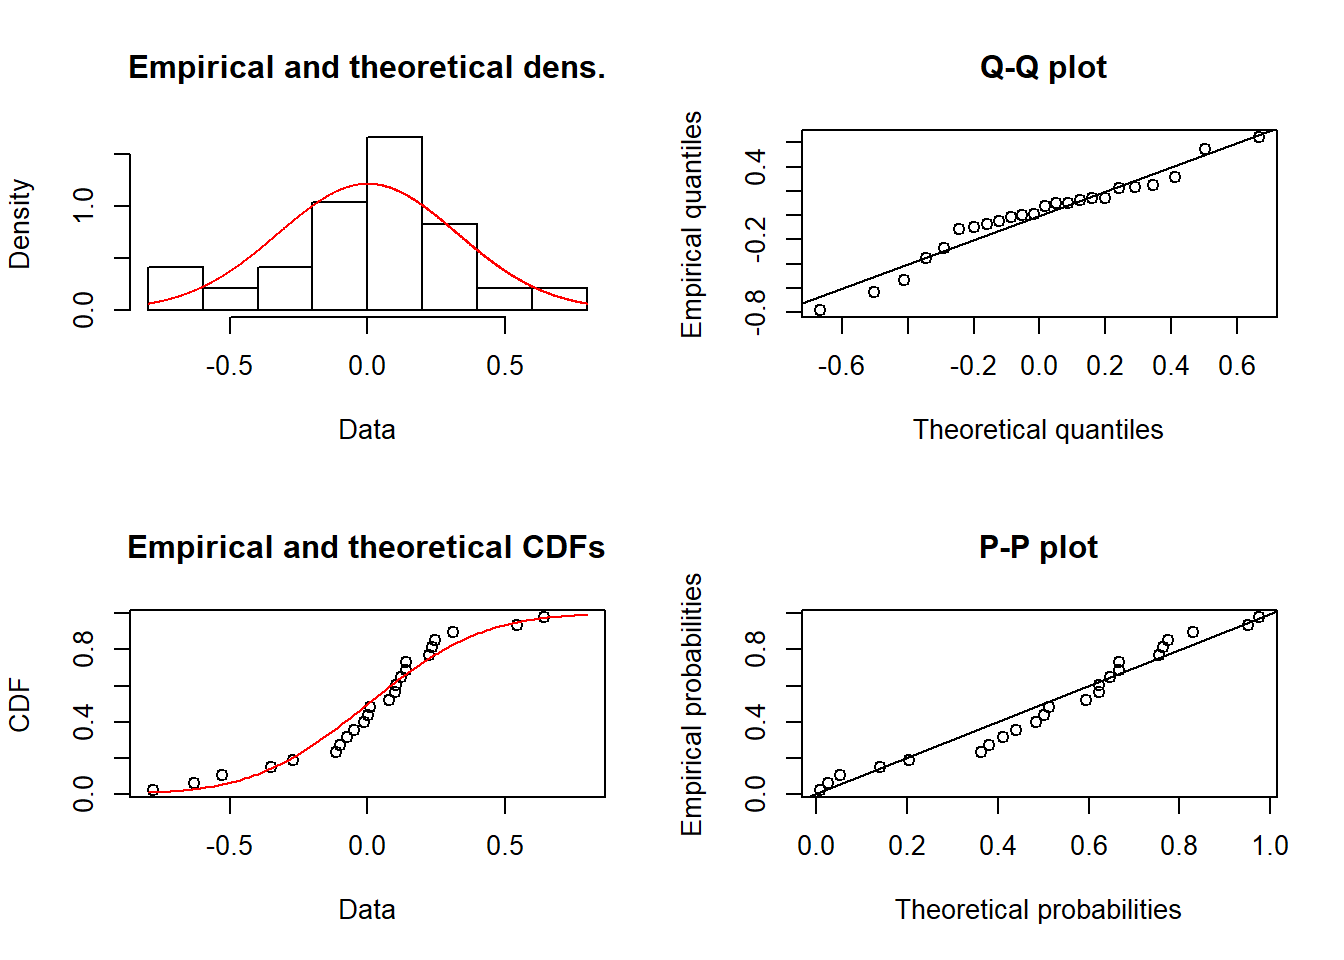 Empirical and theoretical dens.
Density
0.0 1.0
-0.5 0.0 0.5
Data
Q-Q plot
Empirical quantiles
-0.8 -0.2 0.4
-0.6 -0.2 0.0 0.2 0.4 0.6
Theoretical quantiles
Empirical and theoretical CDFs
CDF
0.0 0.4 0.8
-0.5 0.0 0.5
Data
P-P plot
Empirical probabilities
0.0 0.4 0.8
0.0 0.2 0.4 0.6 0.8 1.0
Theoretical probabilities